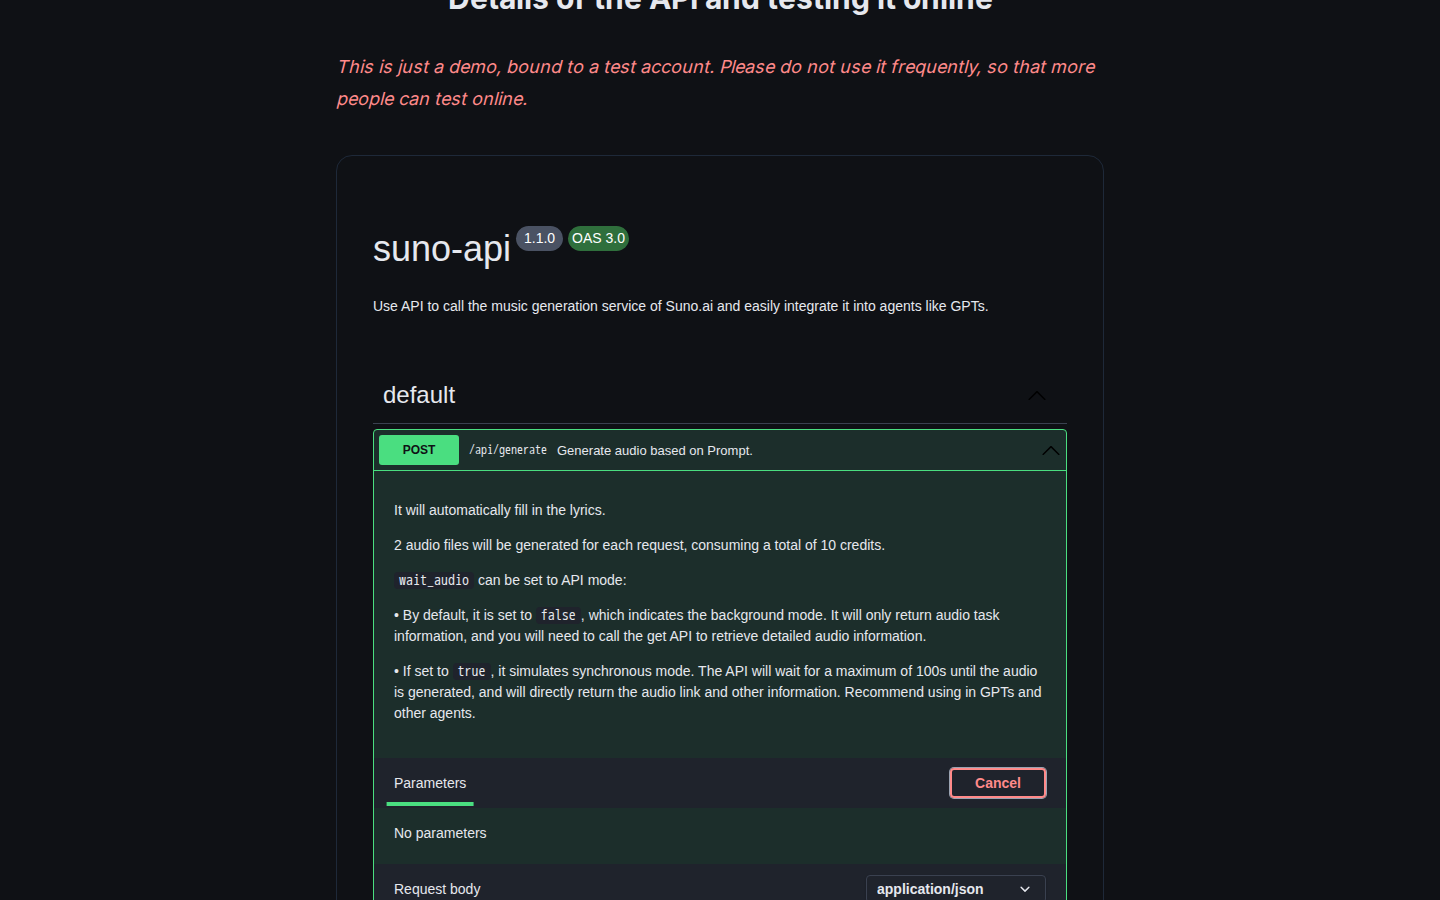 Details of the API and testing it online
This is just a demo, bound to a test account. Please do not use it frequently, so that more
people can test online.
suno-api 1.1.0 OAS 3.0
Use API to call the music generation service of Suno.ai and easily integrate it into agents like GPTs.
default
POST /api/generate Generate audio based on Prompt.
It will automatically fill in the lyrics.
2 audio files will be generated for each request, consuming a total of 10 credits.
wait_audio can be set to API mode:
• By default, it is set to false, which indicates the background mode. It will only return audio task
information, and you will need to call the get API to retrieve detailed audio information.
• If set to true, it simulates synchronous mode. The API will wait for a maximum of 100s until the audio
is generated, and will directly return the audio link and other information. Recommend using in GPTs and
other agents.
Parameters Cancel
No parameters
Request body application/json